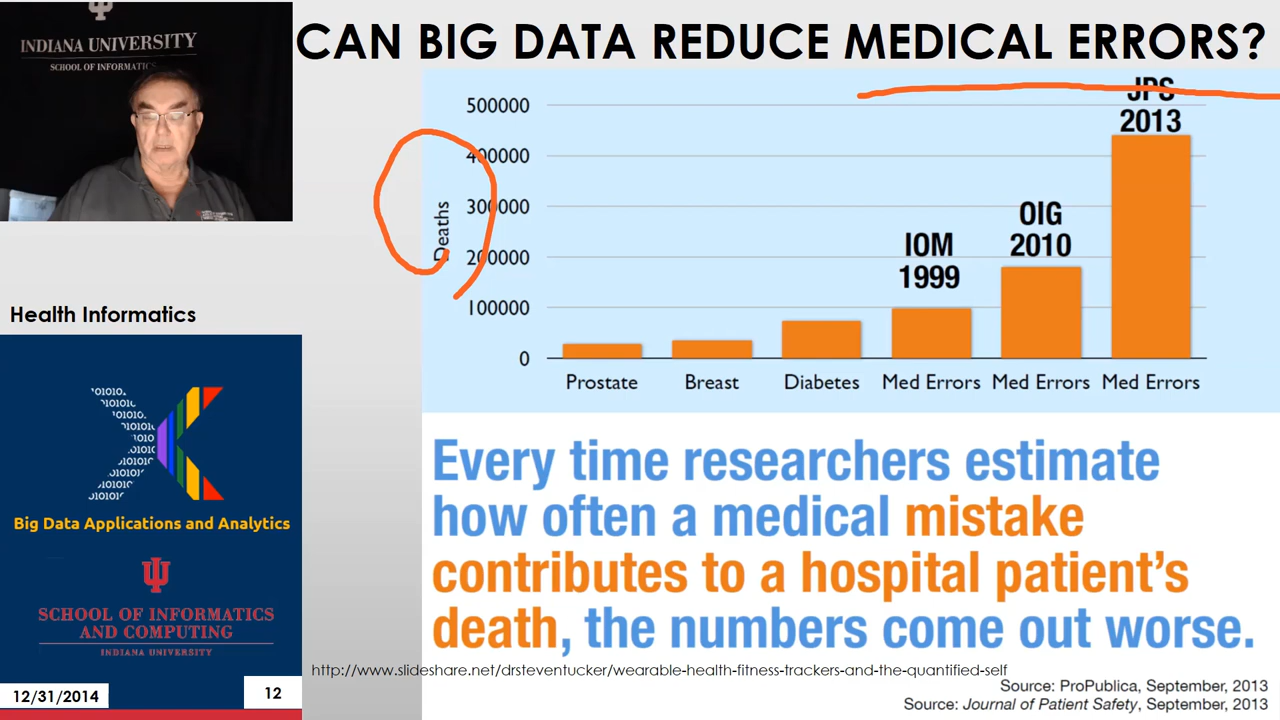 INDIANA UNIVERSITY
SCHOOL OF INFORMATICS
CAN BIG DATA REDUCE MEDICAL ERRORS?
500000
400000
300000
200000
100000
0
Deaths
IOM
1999
OIG
2010
JPS
2013
Prostate
Breast
Diabetes
Med Errors
Med Errors
Med Errors
Every time researchers estimate
how often a medical mistake
contributes to a hospital patient's
death, the numbers come out worse.
http://www.slideshare.net/drsteventucker/wearable-health-fitness-trackers-and-the-quantified-self
Source: ProPublica, September, 2013
Source: Journal of Patient Safety, September, 2013
Health Informatics
Big Data Applications and Analytics
SCHOOL OF INFORMATICS
AND COMPUTING
INDIANA UNIVERSITY
12/31/2014
12